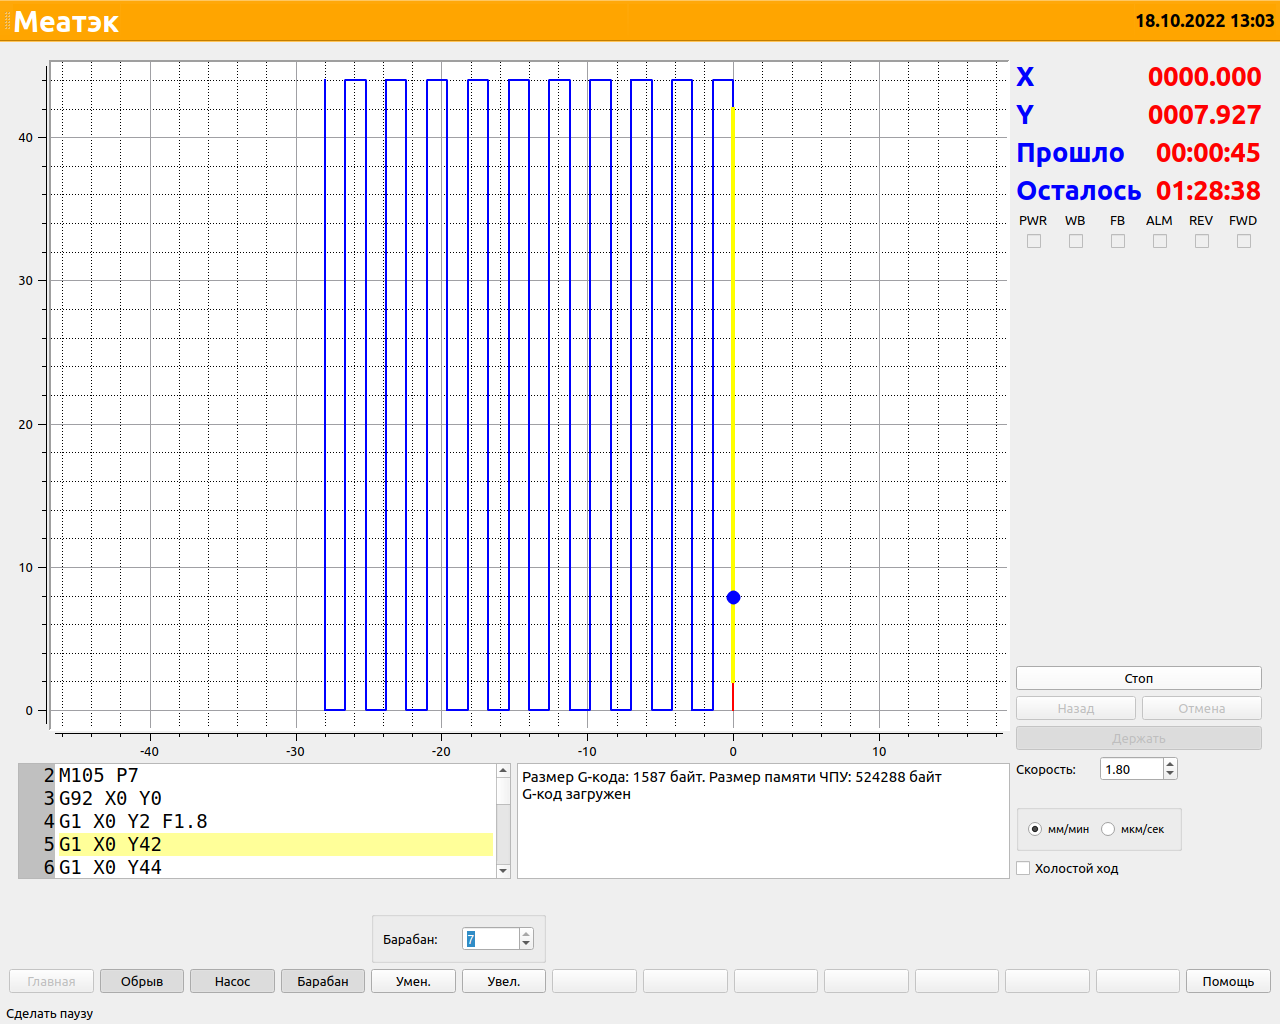 Меатэк
18.10.2022 13:03
X 0000.000
Y 0007.927
Прошло 00:00:45
Осталось 01:28:38
PWR WB FB ALM REV FWD
40
30
20
10
0
-40 -30 -20 -10 0 10
Стоп
Назад Отмена
Держать
Скорость: 1.80
мм/мин мкм/сек
Холостой ход
2 M105 P7
3 G92 X0 Y0
4 G1 X0 Y2 F1.8
5 G1 X0 Y42
6 G1 X0 Y44
Размер G-кода: 1587 байт. Размер памяти ЧПУ: 524288 байт
G-код загружен
Барабан: 7
Главная Обрыв Насос Барабан Умен. Увел. Помощь
Сделать паузу